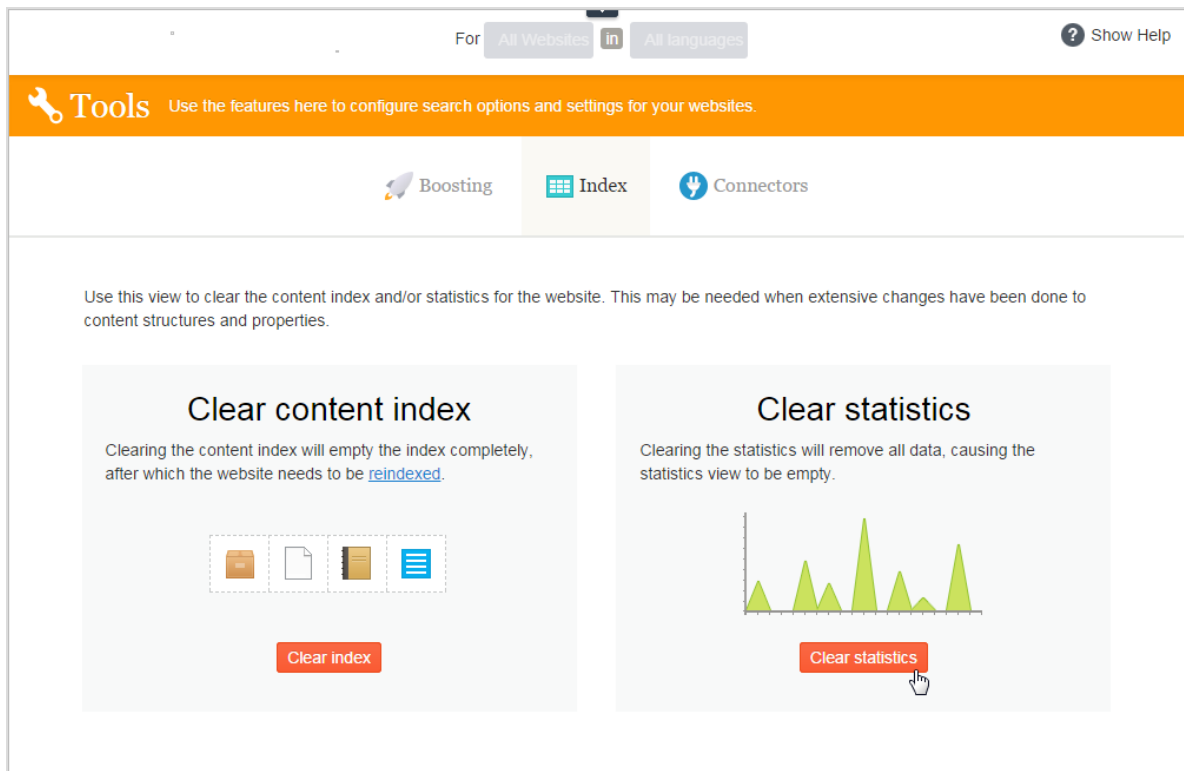 For All Websites in All languages
? Show Help
Tools Use the features here to configure search options and settings for your websites.
Boosting Index Connectors
Use this view to clear the content index and/or statistics for the website. This may be needed when extensive changes have been done to
content structures and properties.
Clear content index
Clearing the content index will empty the index completely,
after which the website needs to be reindexed.
Clear index
Clear statistics
Clearing the statistics will remove all data, causing the
statistics view to be empty.
Clear statistics